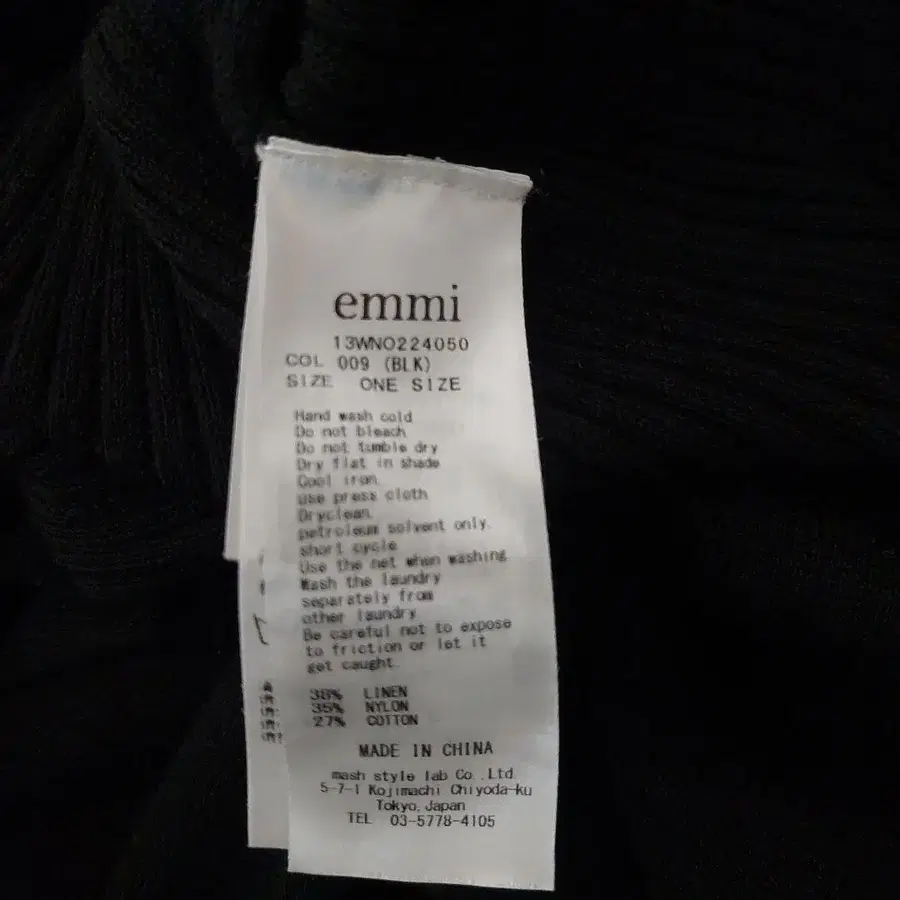 emmi
13WNO224050
COL 009 (BLK)
SIZE ONE SIZE
Hand wash cold
Do not bleach
Do not tumble dry
Dry flat in shade
Cool iron.
use press cloth
Dryclean.
petroleum solvent only.
short cycle
Use the net when washing
Wash the laundry
separately from
other laundry
Be careful not to expose
to friction or let it
get caught.
38% LINEN
35% NYLON
27% COTTON
MADE IN CHINA
mash style lab Co.,Ltd.
5-7-1 Kojimachi Chiyoda-ku
Tokyo,Japan
TEL 03-5778-4105